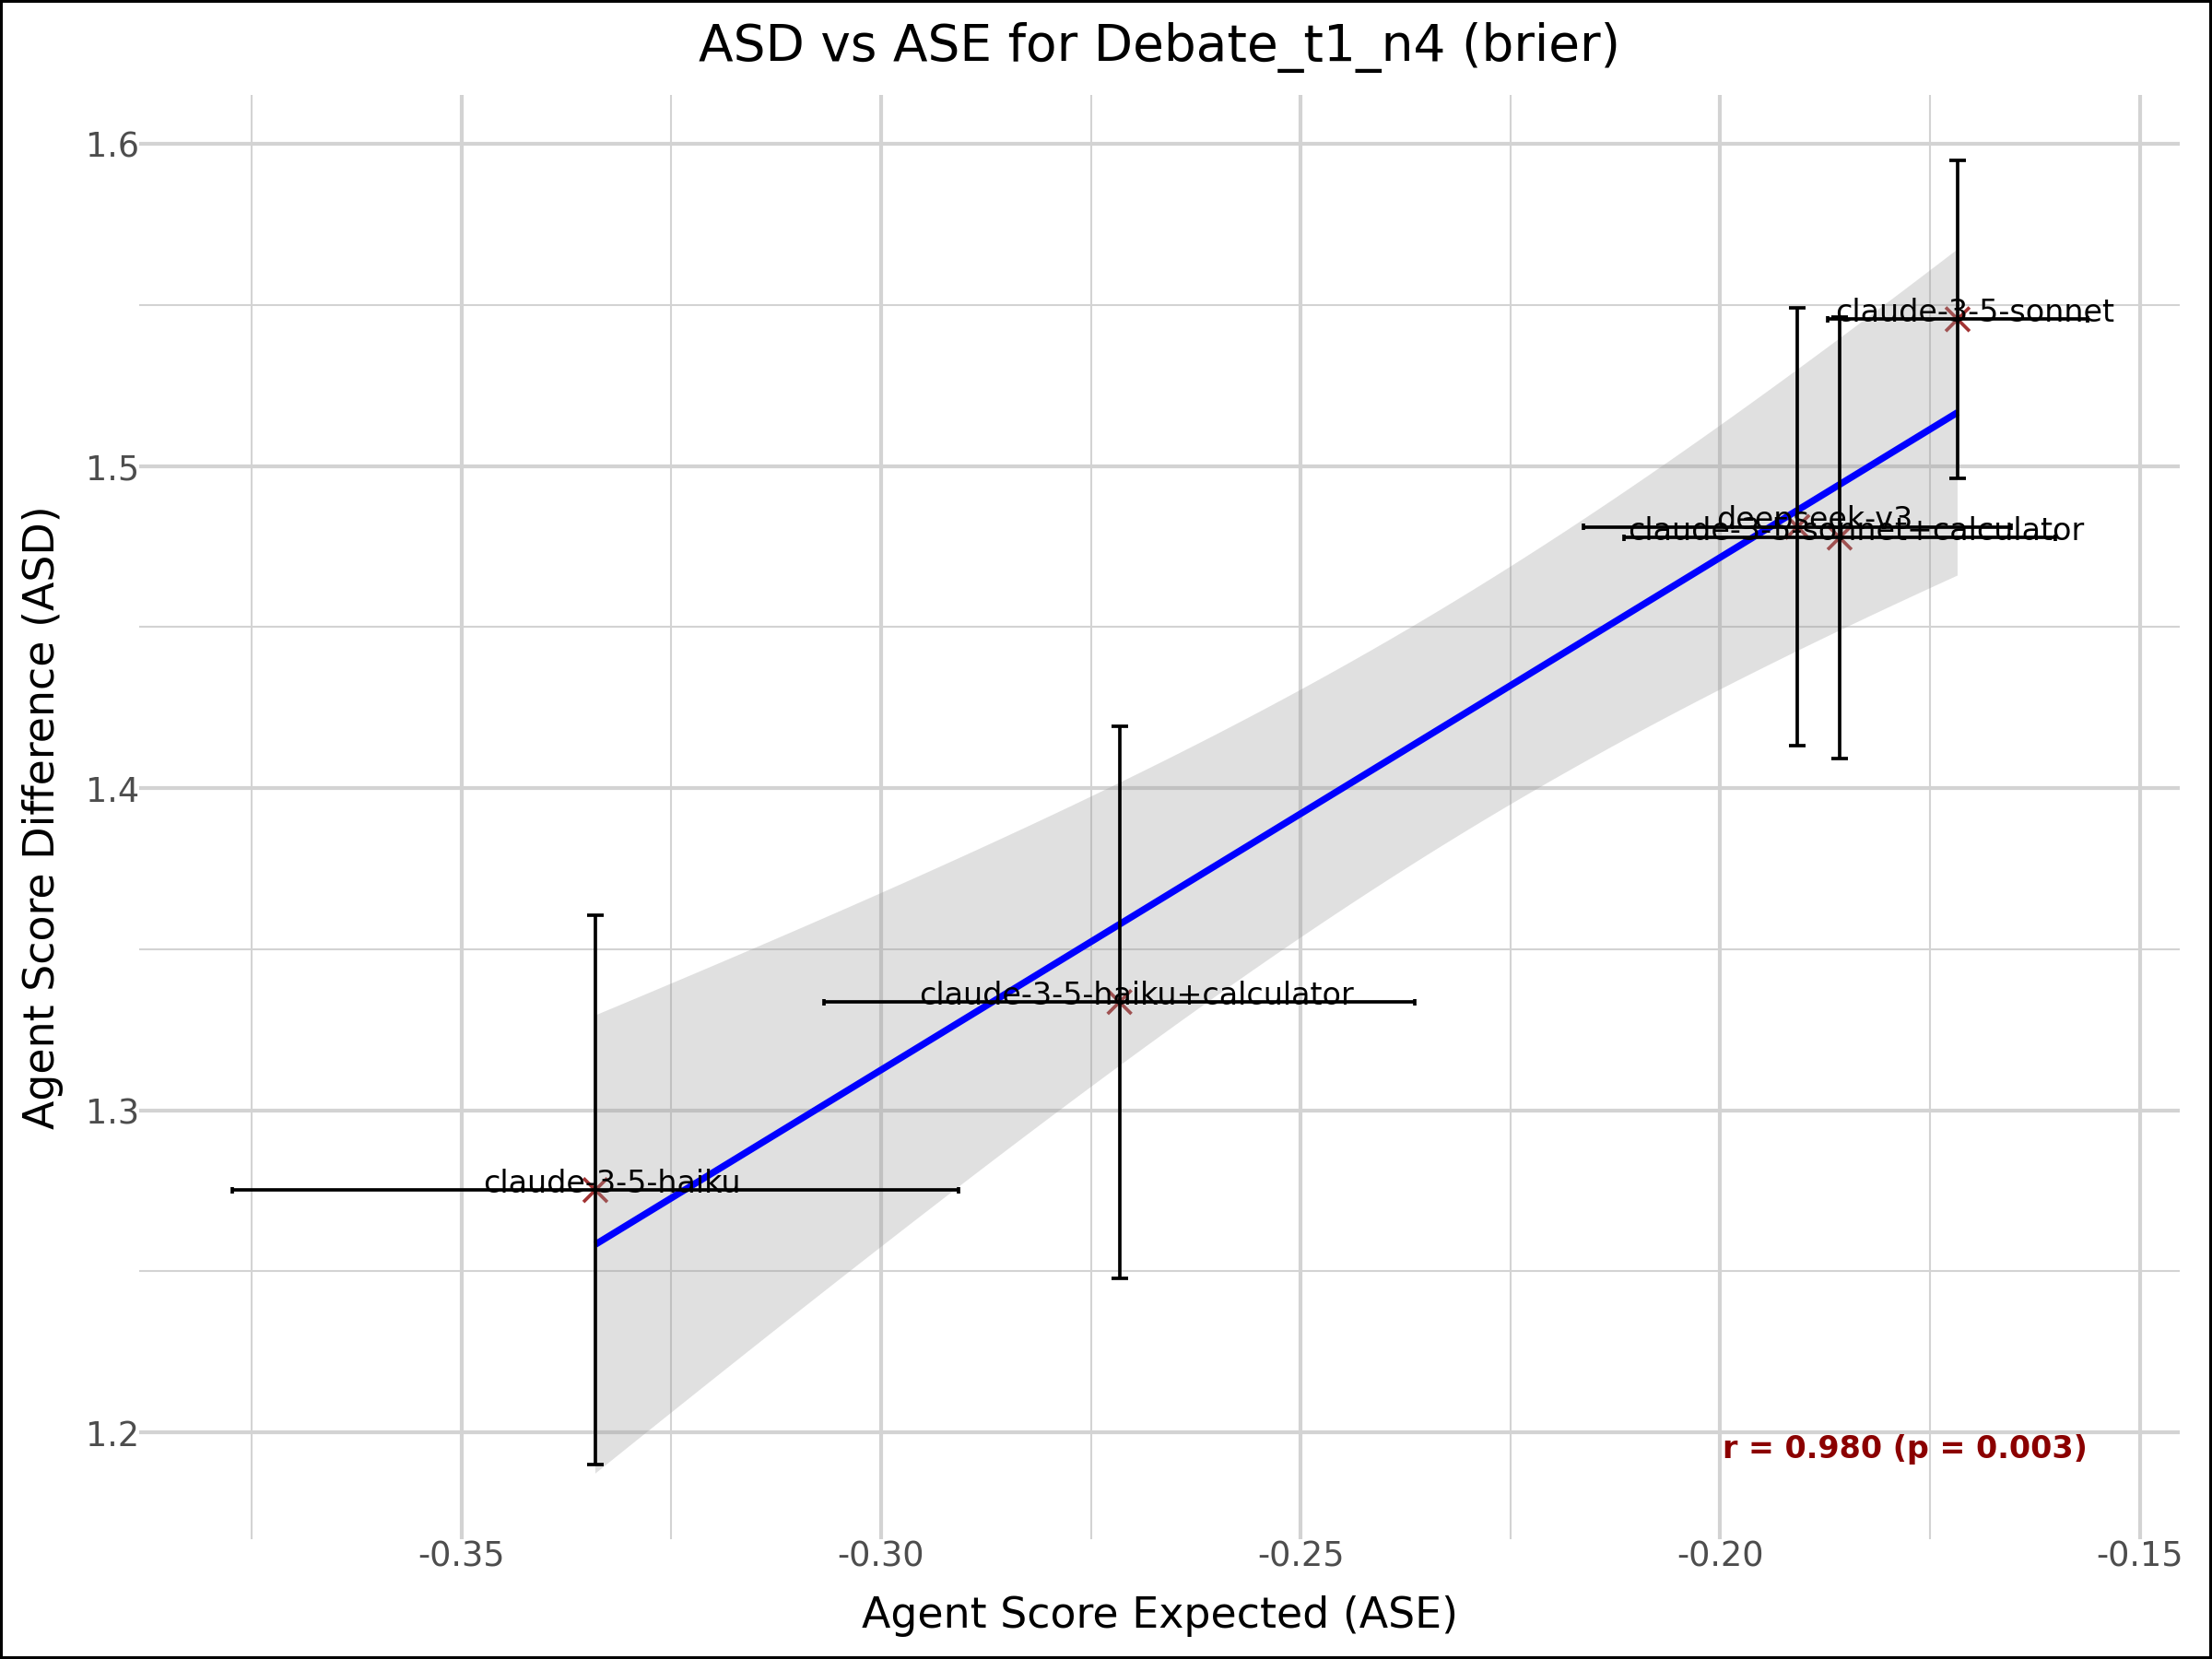 ASD vs ASE for Debate_t1_n4 (brier)
Agent Score Difference (ASD)
1.6
1.5
1.4
1.3
1.2
claude-3-5-sonnet
deepseek-v3
claude-3-5-sonnet+calculator
claude-3-5-haiku+calculator
claude-3-5-haiku
r = 0.980 (p = 0.003)
-0.35
-0.30
-0.25
-0.20
-0.15
Agent Score Expected (ASE)